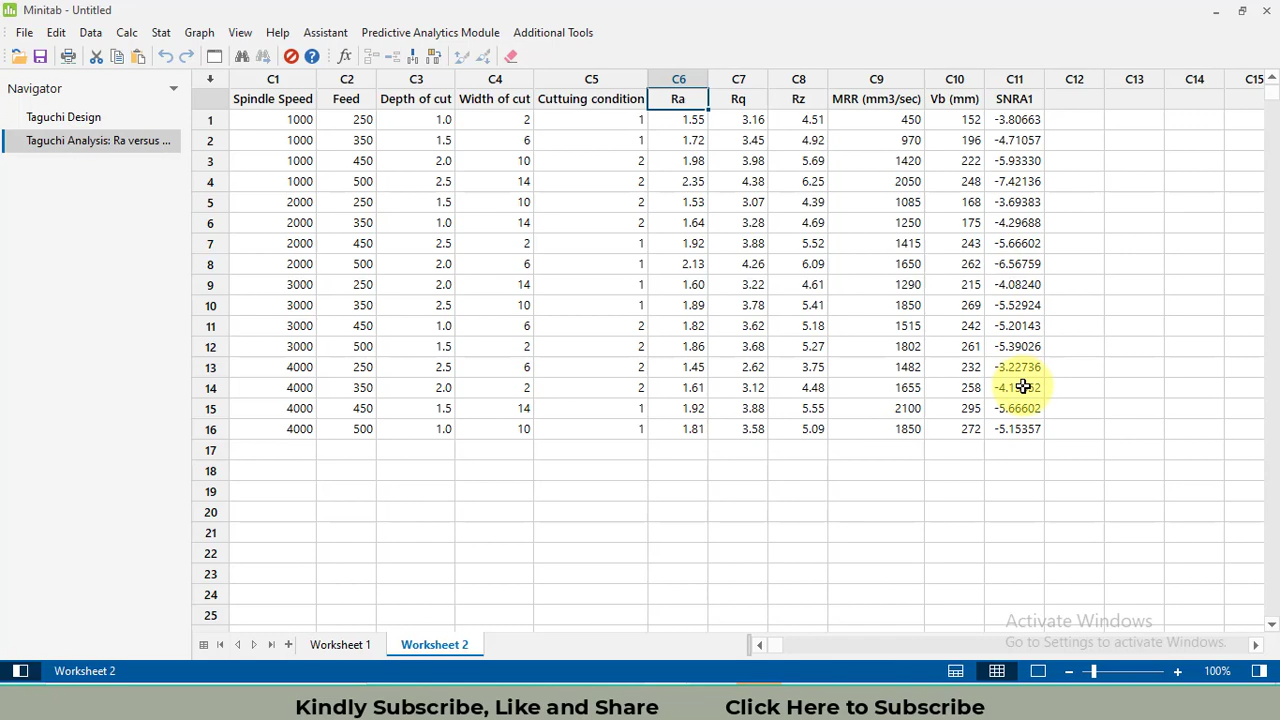 Minitab - Untitled
File Edit Data Calc Stat Graph View Help Assistant Predictive Analytics Module Additional Tools
Navigator
Taguchi Design
Taguchi Analysis: Ra versus ...
C1 C2 C3 C4 C5 C6 C7 C8 C9 C10 C11 C12 C13 C14 C15
Spindle Speed Feed Depth of cut Width of cut Cuttuing condition Ra Rq Rz MRR (mm3/sec) Vb (mm) SNRA1
1 1000 250 1.0 2 1 1.55 3.16 4.51 450 152 -3.80663
2 1000 350 1.5 6 1 1.72 3.45 4.92 970 196 -4.71057
3 1000 450 2.0 10 2 1.98 3.98 5.69 1420 222 -5.93330
4 1000 500 2.5 14 2 2.35 4.38 6.25 2050 248 -7.42136
5 2000 250 1.5 10 2 1.53 3.07 4.39 1085 168 -3.69383
6 2000 350 1.0 14 2 1.64 3.28 4.69 1250 175 -4.29688
7 2000 450 2.5 2 1 1.92 3.88 5.52 1415 243 -5.66602
8 2000 500 2.0 6 1 2.13 4.26 6.09 1650 262 -6.56759
9 3000 250 2.0 14 1 1.60 3.22 4.61 1290 215 -4.08240
10 3000 350 2.5 10 1 1.89 3.78 5.41 1850 269 -5.52924
11 3000 450 1.0 6 2 1.82 3.62 5.18 1515 242 -5.20143
12 3000 500 1.5 2 2 1.86 3.68 5.27 1802 261 -5.39026
13 4000 250 2.5 6 2 1.45 2.62 3.75 1482 232 -3.22736
14 4000 350 2.0 2 2 1.61 3.12 4.48 1655 258
15 4000 450 1.5 14 1 1.92 3.88 5.55 2100 295 -5.66602
16 4000 500 1.0 10 1 1.81 3.58 5.09 1850 272 -5.15357
17
18
19
20
21
22
23
24
25
Activate Windows
Go to Settings to activate Windows.
Worksheet 1 Worksheet 2
Worksheet 2 100%
Kindly Subscribe, Like and Share Click Here to Subscribe